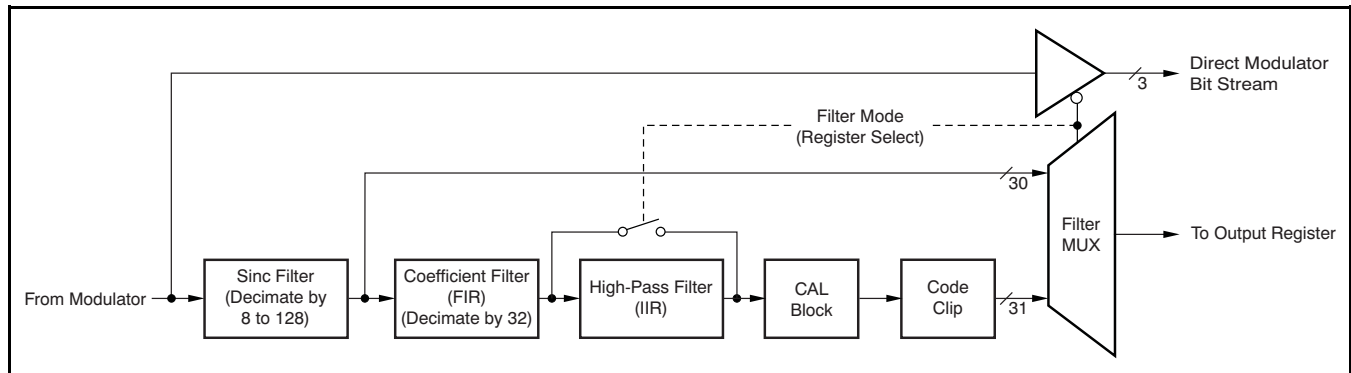 Direct Modulator
Bit Stream
3
Filter Mode
(Register Select)
30
Filter
MUX
To Output Register
From Modulator
Sinc Filter
(Decimate by
8 to 128)
Coefficient Filter
(FIR)
(Decimate by 32)
High-Pass Filter
(IIR)
CAL
Block
Code
Clip
31